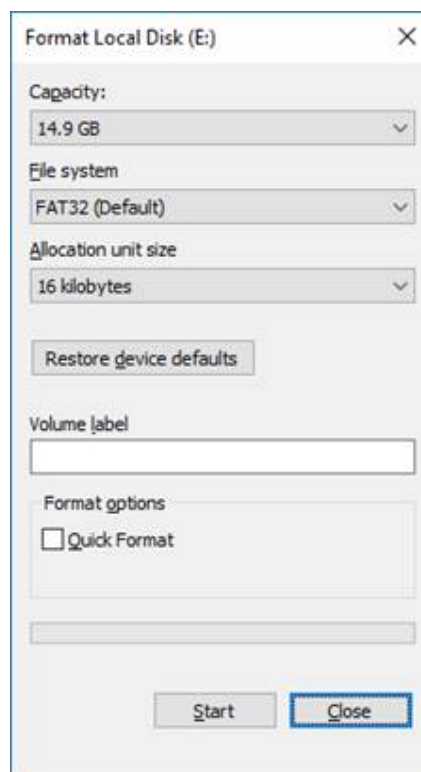 Format Local Disk (E:)
Capacity:
14.9 GB
File system
FAT32 (Default)
Allocation unit size
16 kilobytes
Restore device defaults
Volume label
Format options
Quick Format
Start
Close